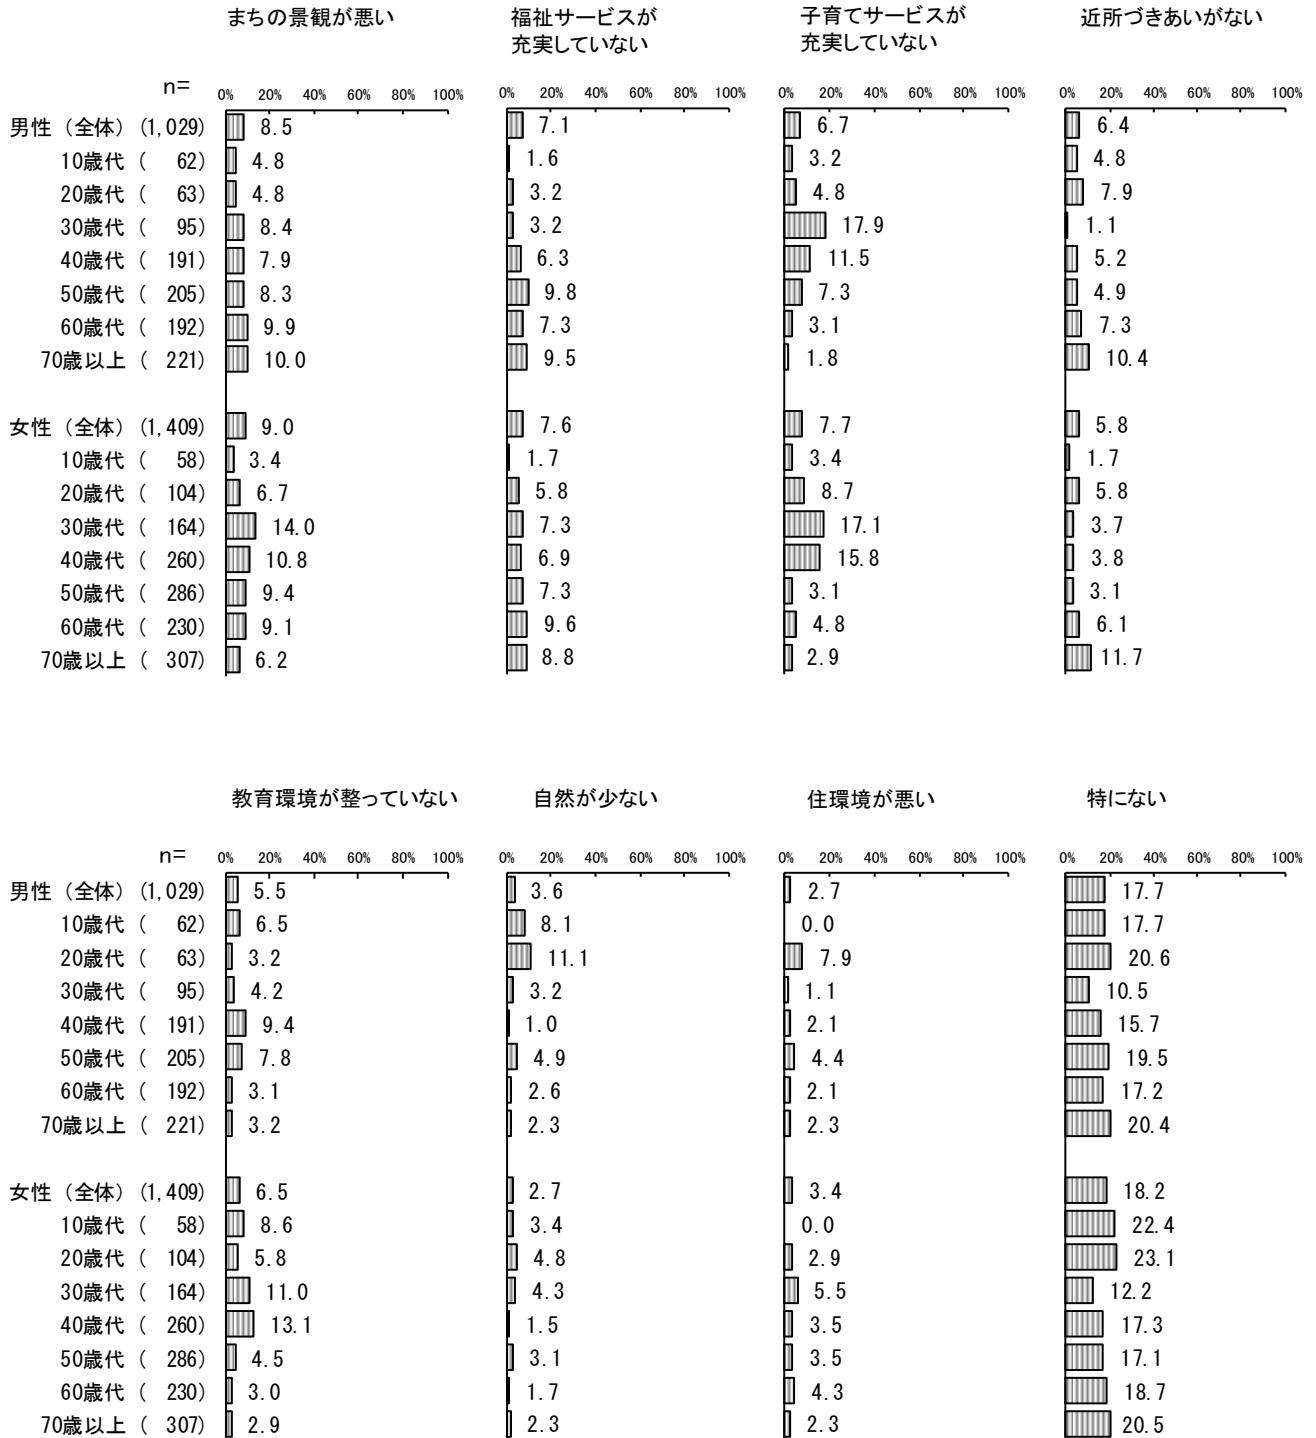 まちの景観が悪い 福祉サービスが 子育てサービスが 近所づきあいがない
充実していない 充実していない
n= 0% 20% 40% 60% 80% 100% 0% 20% 40% 60% 80% 100% 0% 20% 40% 60% 80% 100% 0% 20% 40% 60% 80% 100%
男性（全体）(1,029) 8.5 7.1 6.7 6.4
10歳代（ 62) 4.8 1.6 3.2 4.8
20歳代（ 63) 4.8 3.2 4.8 7.9
30歳代（ 95) 8.4 3.2 17.9 1.1
40歳代（ 191) 7.9 6.3 11.5 5.2
50歳代（ 205) 8.3 9.8 7.3 4.9
60歳代（ 192) 9.9 7.3 3.1 7.3
70歳以上（ 221) 10.0 9.5 1.8 10.4
女性（全体）(1,409) 9.0 7.6 7.7 5.8
10歳代（ 58) 3.4 1.7 3.4 1.7
20歳代（ 104) 6.7 5.8 8.7 5.8
30歳代（ 164) 14.0 7.3 17.1 3.7
40歳代（ 260) 10.8 6.9 15.8 3.8
50歳代（ 286) 9.4 7.3 3.1 3.1
60歳代（ 230) 9.1 9.6 4.8 6.1
70歳以上（ 307) 6.2 8.8 2.9 11.7
教育環境が整っていない 自然が少ない 住環境が悪い 特にない
n= 0% 20% 40% 60% 80% 100% 0% 20% 40% 60% 80% 100% 0% 20% 40% 60% 80% 100% 0% 20% 40% 60% 80% 100%
男性（全体）(1,029) 5.5 3.6 2.7 17.7
10歳代（ 62) 6.5 8.1 0.0 17.7
20歳代（ 63) 3.2 11.1 7.9 20.6
30歳代（ 95) 4.2 3.2 1.1 10.5
40歳代（ 191) 9.4 1.0 2.1 15.7
50歳代（ 205) 7.8 4.9 4.4 19.5
60歳代（ 192) 3.1 2.6 2.1 17.2
70歳以上（ 221) 3.2 2.3 2.3 20.4
女性（全体）(1,409) 6.5 2.7 3.4 18.2
10歳代（ 58) 8.6 3.4 0.0 22.4
20歳代（ 104) 5.8 4.8 2.9 23.1
30歳代（ 164) 11.0 4.3 5.5 12.2
40歳代（ 260) 13.1 1.5 3.5 17.3
50歳代（ 286) 4.5 3.1 3.5 17.1
60歳代（ 230) 3.0 1.7 4.3 18.7
70歳以上（ 307) 2.9 2.3 2.3 20.5